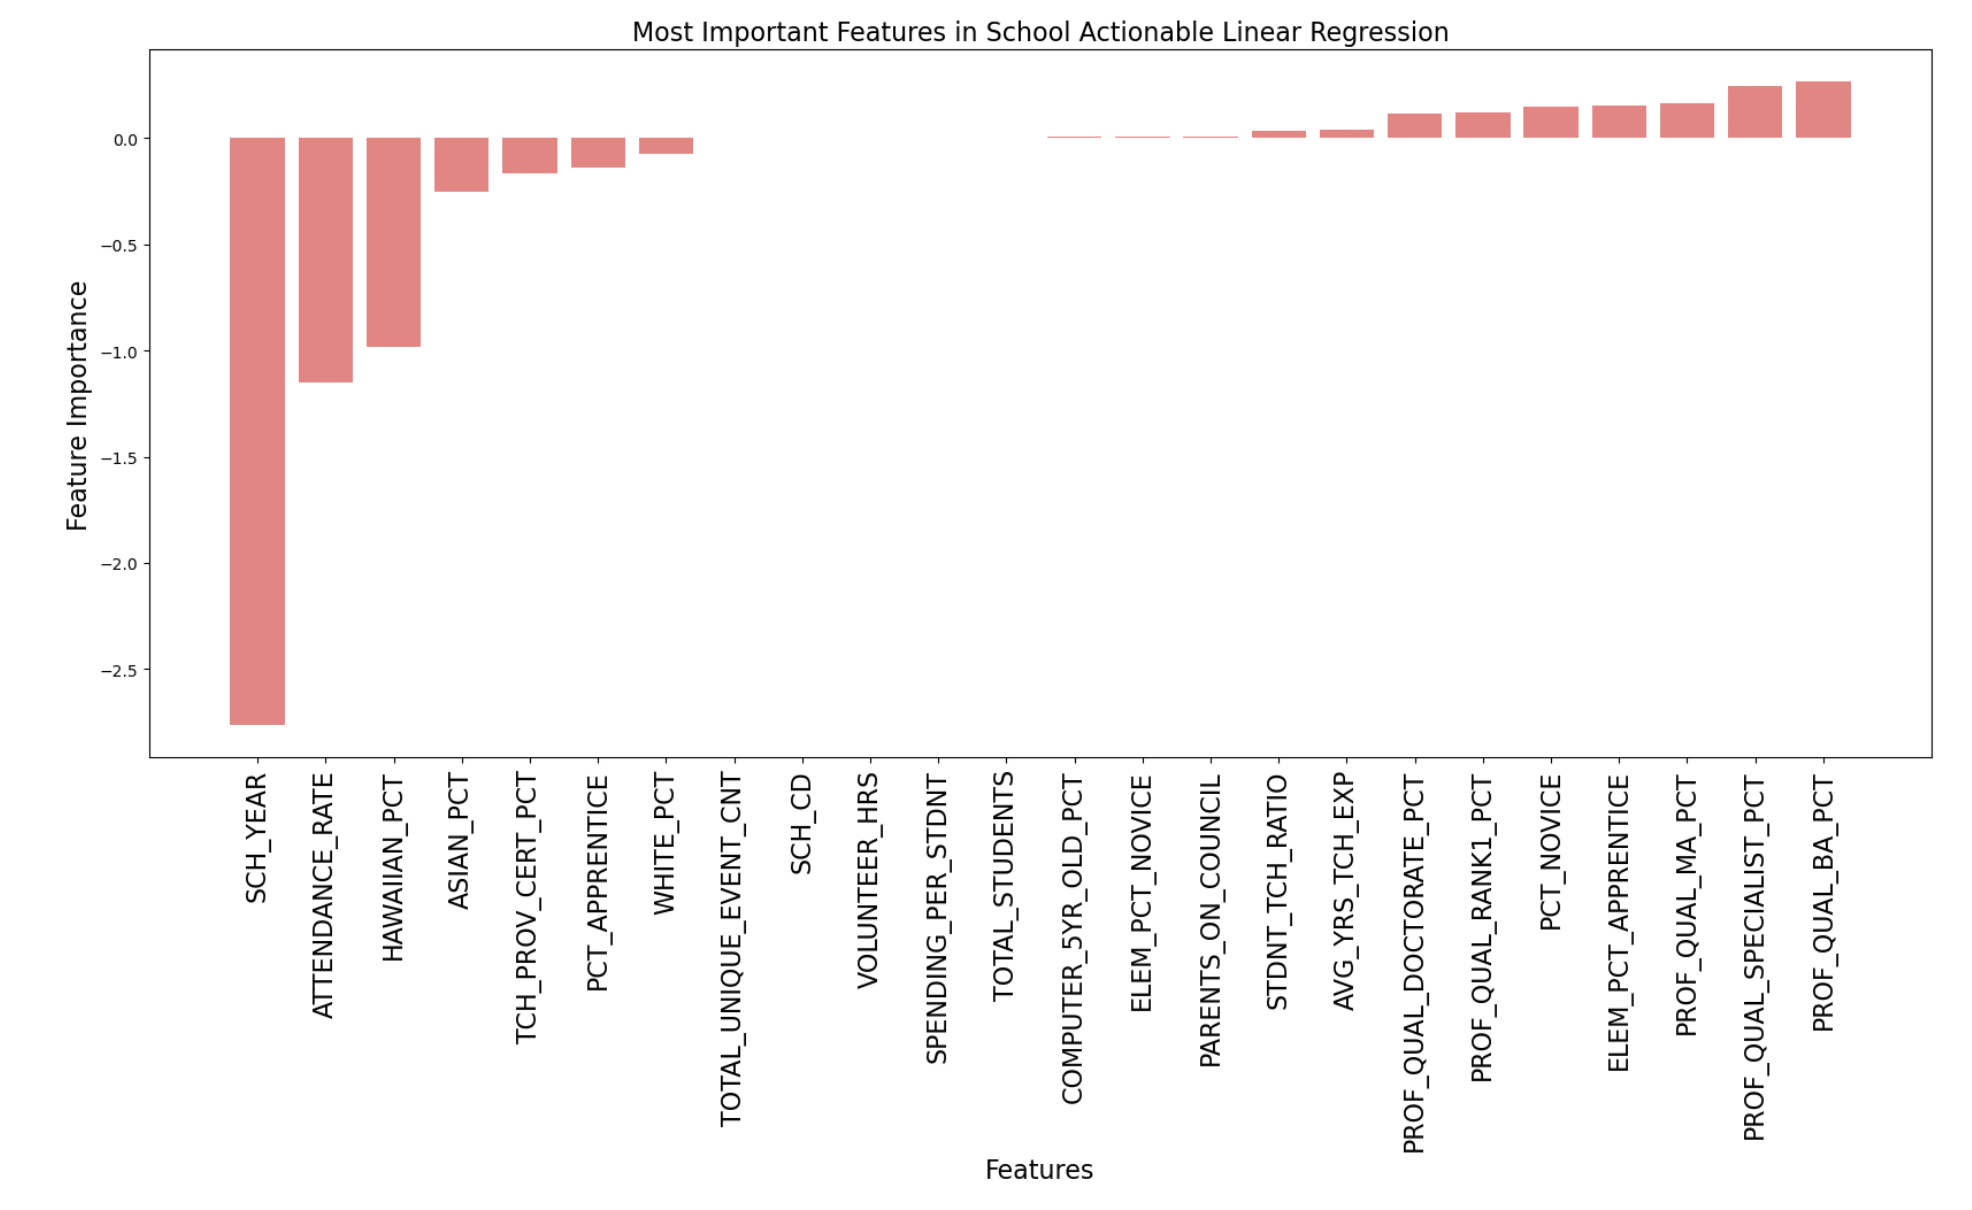 Most Important Features in School Actionable Linear Regression
0.0
−0.5
−1.0
−1.5
−2.0
−2.5
Feature Importance
SCH_YEAR
ATTENDANCE_RATE
HAWAIIAN_PCT
ASIAN_PCT
TCH_PROV_CERT_PCT
PCT_APPRENTICE
WHITE_PCT
TOTAL_UNIQUE_EVENT_CNT
SCH_CD
VOLUNTEER_HRS
SPENDING_PER_STDNT
TOTAL_STUDENTS
COMPUTER_5YR_OLD_PCT
ELEM_PCT_NOVICE
PARENTS_ON_COUNCIL
STDNT_TCH_RATIO
AVG_YRS_TCH_EXP
PROF_QUAL_DOCTORATE_PCT
PROF_QUAL_RANK1_PCT
PCT_NOVICE
ELEM_PCT_APPRENTICE
PROF_QUAL_MA_PCT
PROF_QUAL_SPECIALIST_PCT
PROF_QUAL_BA_PCT
Features